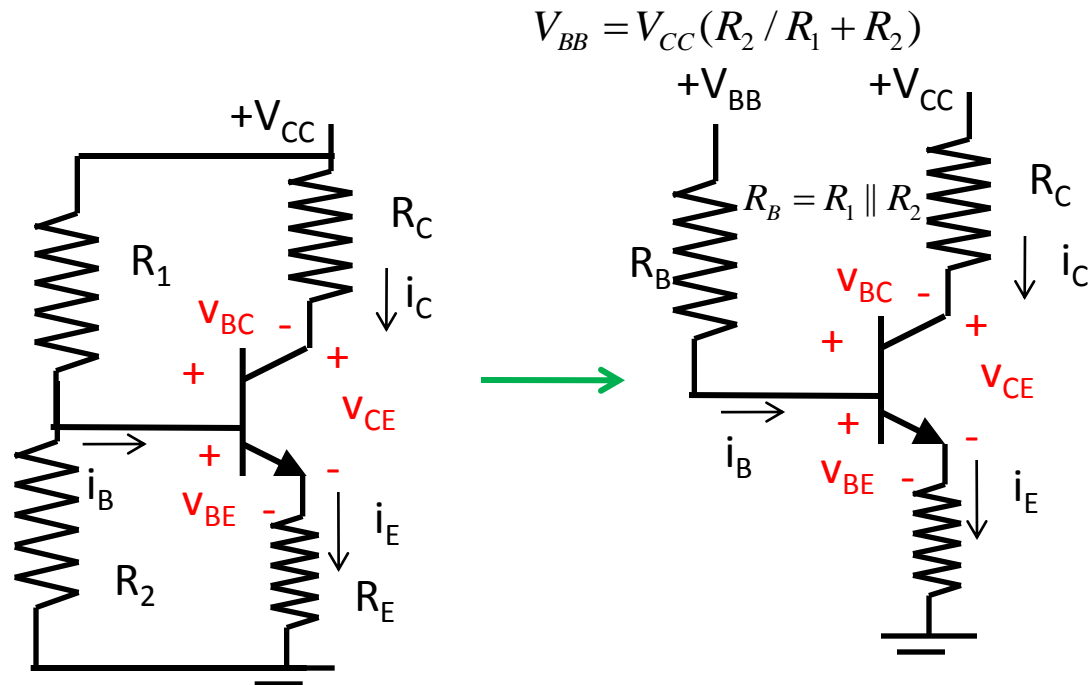 V_BB = V_CC(R_2 / R_1 + R_2)
+V_CC
R_1
R_C
i_C
v_BC
-
+
+
v_CE
+
-
i_B
v_BE
-
i_E
R_2
R_E
+V_BB
+V_CC
R_B = R_1 || R_2
R_C
R_B
i_C
v_BC
-
+
+
v_CE
+
-
i_B
v_BE
-
i_E